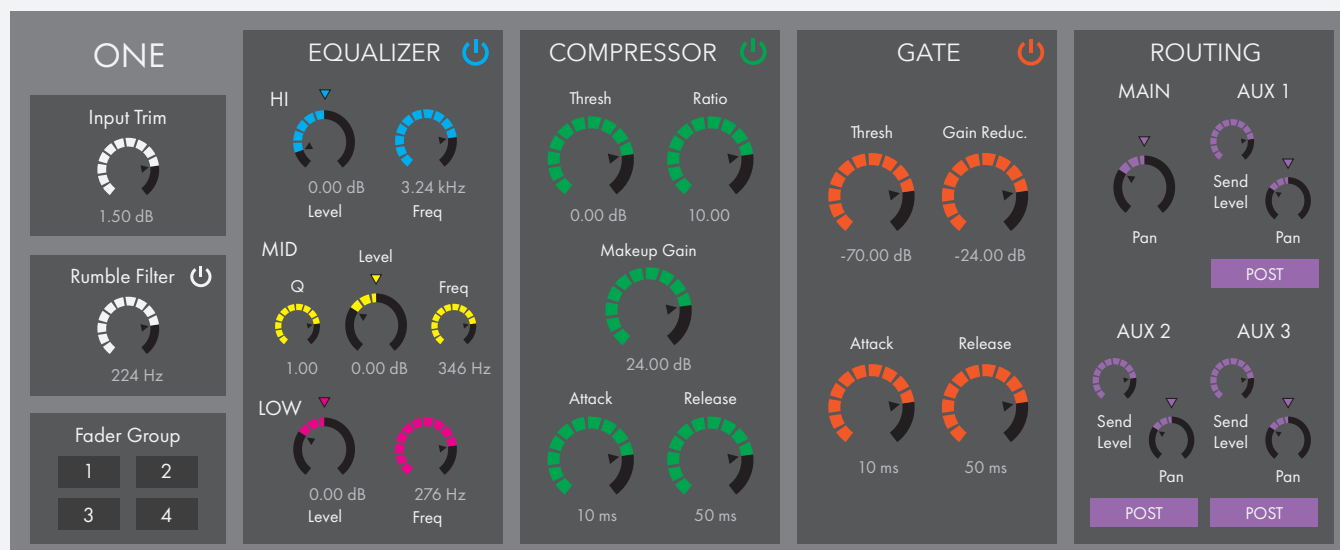 ONE
Input Trim
1.50 dB
Rumble Filter
224 Hz
Fader Group
1 2
3 4
EQUALIZER
HI
0.00 dB 3.24 kHz
Level Freq
MID
Level
Q Freq
1.00 0.00 dB 346 Hz
LOW
0.00 dB 276 Hz
Level Freq
COMPRESSOR
Thresh Ratio
0.00 dB 10.00
Makeup Gain
24.00 dB
Attack Release
10 ms 50 ms
GATE
Thresh Gain Reduc.
-70.00 dB -24.00 dB
Attack Release
10 ms 50 ms
ROUTING
MAIN AUX 1
Send
Level
Pan Pan
POST
AUX 2 AUX 3
Send Send
Level Level
Pan Pan
POST POST